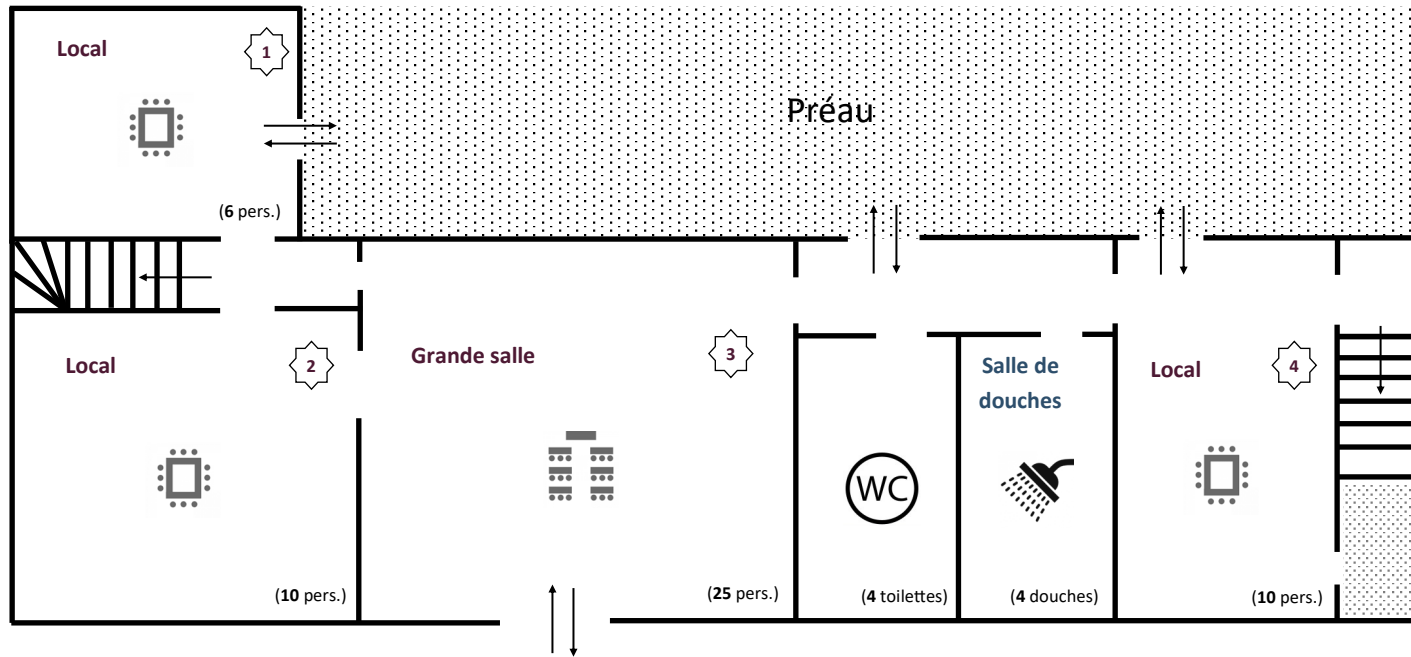 Local
1
Préau
(6 pers.)
Local
2
Grande salle
3
Salle de
douches
Local
4
WC
(10 pers.)
(25 pers.)
(4 toilettes)
(4 douches)
(10 pers.)